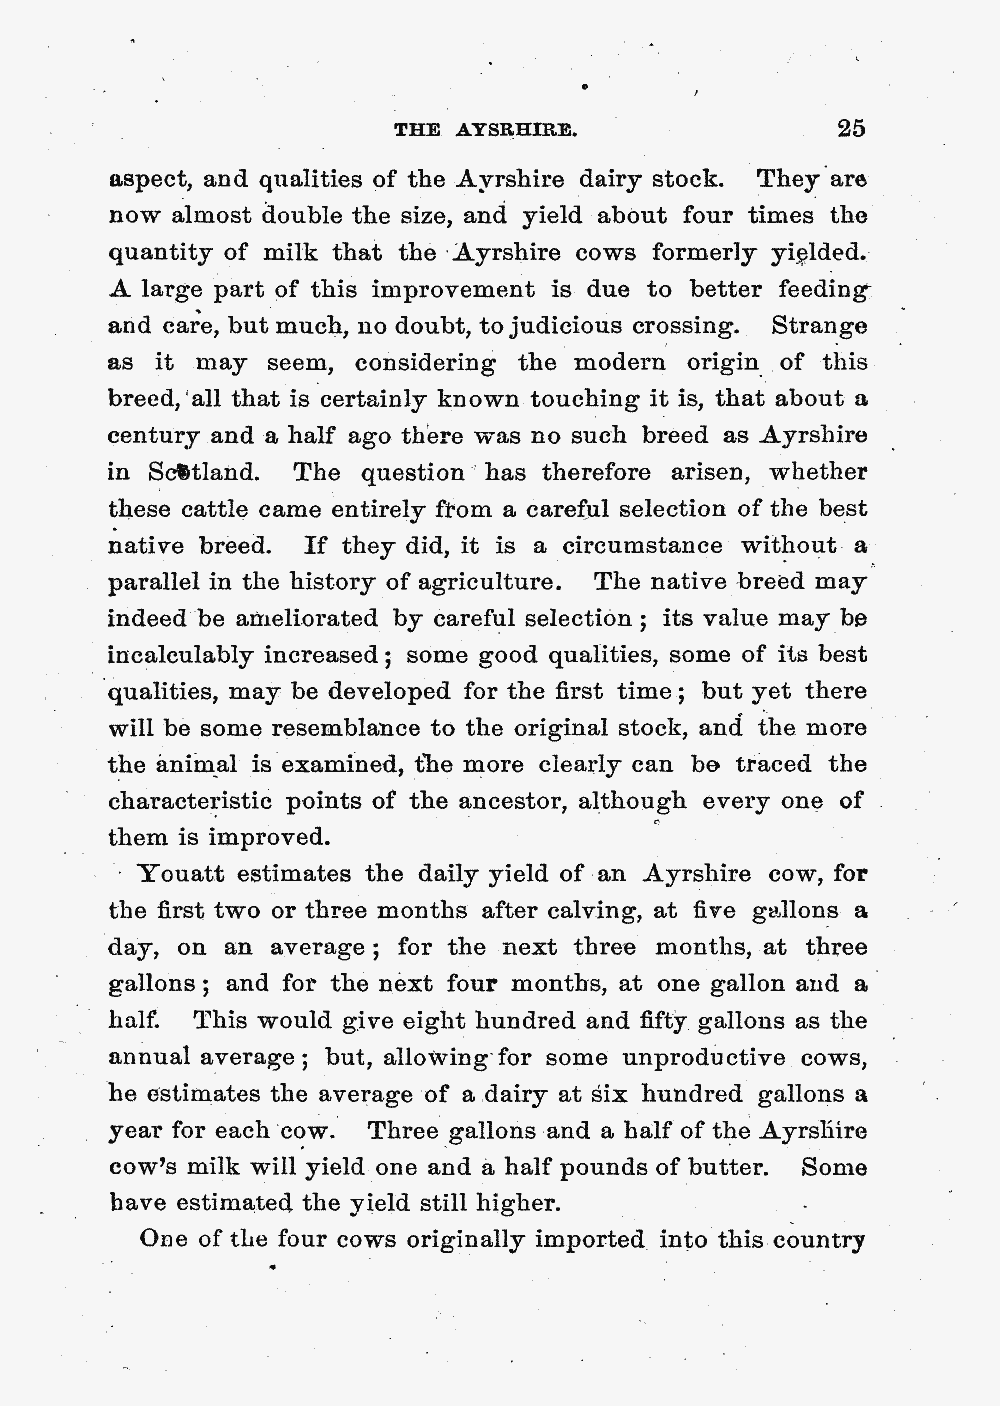 THE AYSRHIRE. 25
aspect, and qualities of the Ayrshire dairy stock. They are
now almost double the size, and yield about four times the
quantity of milk that the Ayrshire cows formerly yielded.
A large part of this improvement is due to better feeding
and care, but much, no doubt, to judicious crossing. Strange
as it may seem, considering the modern origin of this
breed, all that is certainly known touching it is, that about a
century and a half ago there was no such breed as Ayrshire
in Scotland. The question has therefore arisen, whether
these cattle came entirely from a careful selection of the best
native breed. If they did, it is a circumstance without a
parallel in the history of agriculture. The native breed may
indeed be ameliorated by careful selection ; its value may be
incalculably increased ; some good qualities, some of its best
qualities, may be developed for the first time ; but yet there
will be some resemblance to the original stock, and the more
the animal is examined, the more clearly can be traced the
characteristic points of the ancestor, although every one of
them is improved.
Youatt estimates the daily yield of an Ayrshire cow, for
the first two or three months after calving, at five gallons a
day, on an average ; for the next three months, at three
gallons ; and for the next four months, at one gallon and a
half. This would give eight hundred and fifty gallons as the
annual average ; but, allowing for some unproductive cows,
he estimates the average of a dairy at six hundred gallons a
year for each cow. Three gallons and a half of the Ayrshire
cow's milk will yield one and a half pounds of butter. Some
have estimated the yield still higher.
One of the four cows originally imported into this country